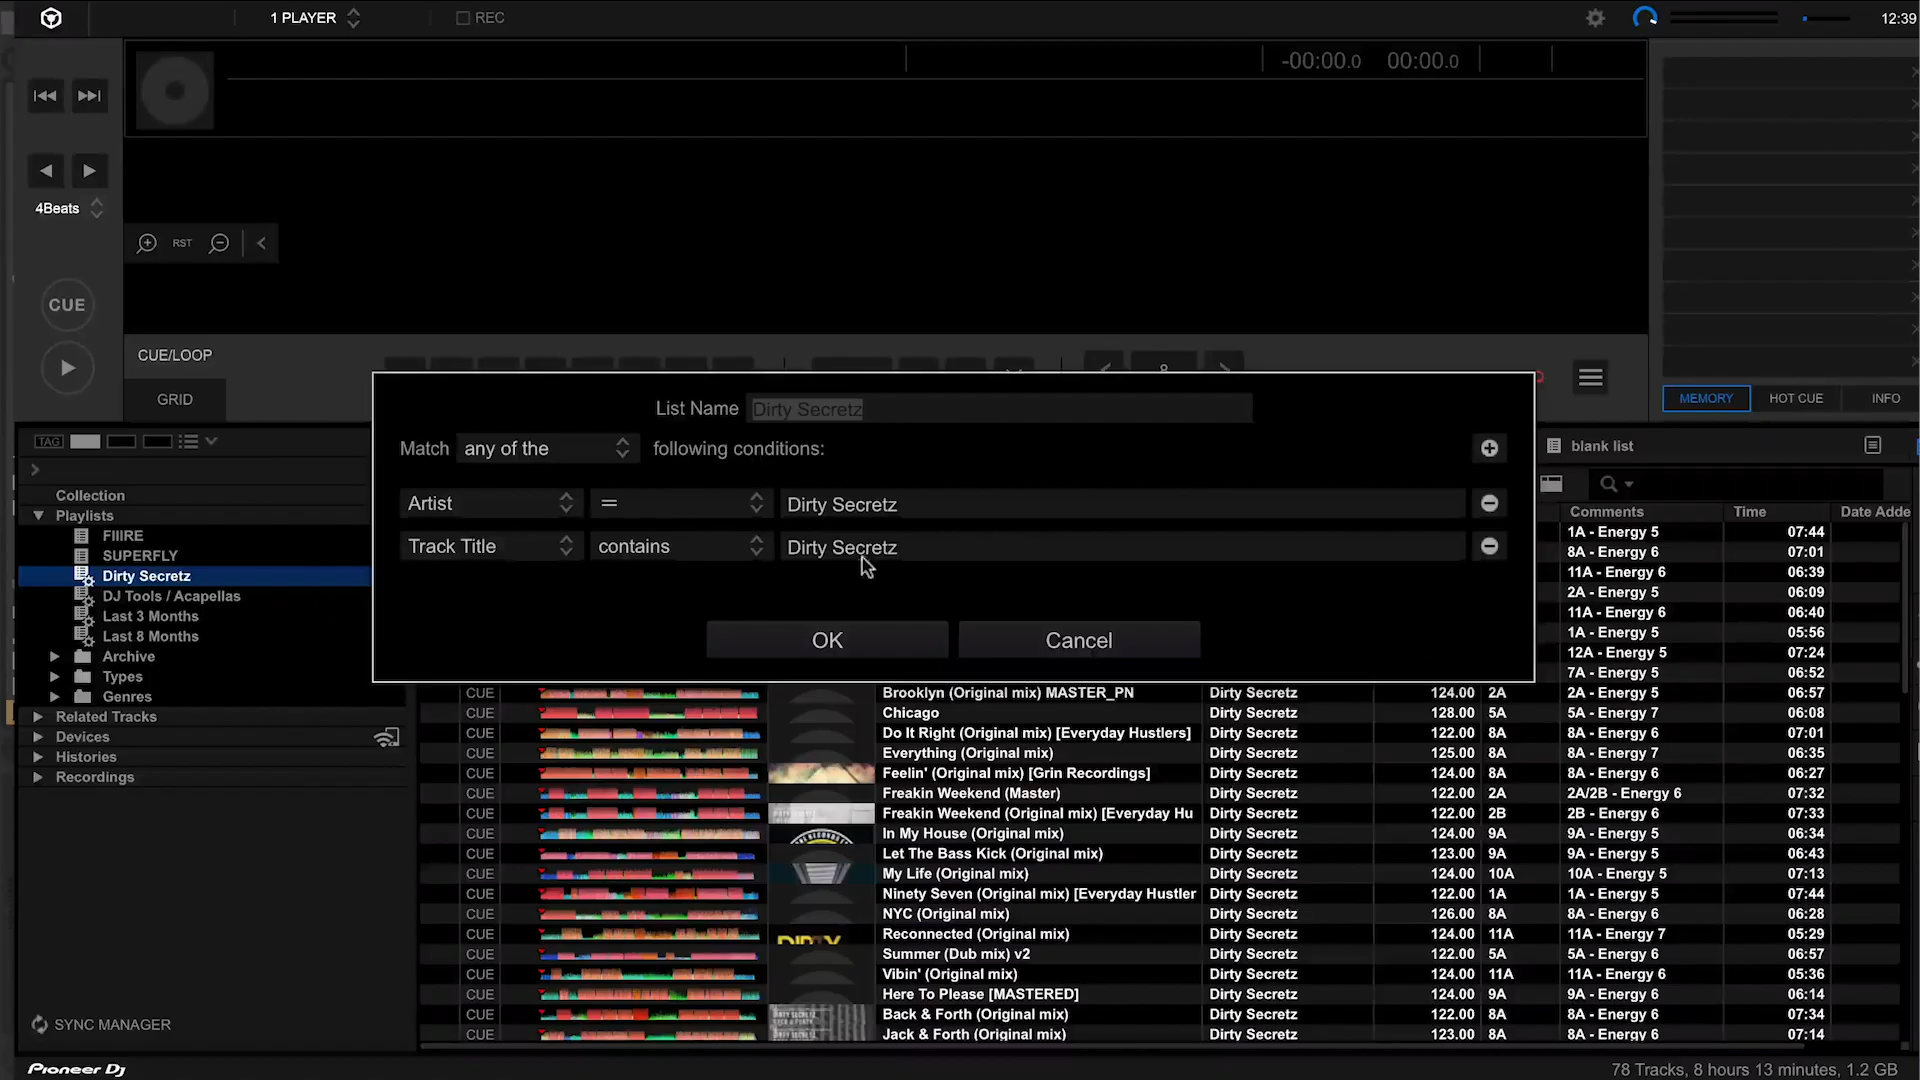 1 PLAYER
REC
12:39
-00:00.0 00:00.0
4Beats
RST
CUE
CUE/LOOP
GRID
MEMORY HOT CUE INFO
List Name Dirty Secretz
Match any of the following conditions:
Artist = Dirty Secretz
Track Title contains Dirty Secretz
OK Cancel
TAG
Collection
Playlists
FIIIRE
SUPERFLY
Dirty Secretz
DJ Tools / Acapellas
Last 3 Months
Last 8 Months
Archive
Types
Genres
Related Tracks
Devices
Histories
Recordings
SYNC MANAGER
blank list
Comments Time Date Adde
1A - Energy 5 07:44
8A - Energy 6 07:01
11A - Energy 6 06:39
2A - Energy 5 06:09
11A - Energy 6 06:40
1A - Energy 5 05:56
12A - Energy 5 07:24
7A - Energy 5 06:52
CUE Brooklyn (Original mix) MASTER_PN Dirty Secretz 124.00 2A 2A - Energy 5 06:57
CUE Chicago Dirty Secretz 128.00 5A 5A - Energy 7 06:08
CUE Do It Right (Original mix) [Everyday Hustlers] Dirty Secretz 122.00 8A 8A - Energy 6 07:01
CUE Everything (Original mix) Dirty Secretz 125.00 8A 8A - Energy 7 06:35
CUE Feelin' (Original mix) [Grin Recordings] Dirty Secretz 124.00 8A 8A - Energy 6 06:27
CUE Freakin Weekend (Master) Dirty Secretz 122.00 2A 2A/2B - Energy 6 07:32
CUE Freakin Weekend (Original mix) [Everyday Hu Dirty Secretz 122.00 2B 2B - Energy 6 07:33
CUE In My House (Original mix) Dirty Secretz 124.00 9A 9A - Energy 5 06:34
CUE Let The Bass Kick (Original mix) Dirty Secretz 123.00 9A 9A - Energy 5 06:43
CUE My Life (Original mix) Dirty Secretz 124.00 10A 10A - Energy 5 07:13
CUE Ninety Seven (Original mix) [Everyday Hustler Dirty Secretz 122.00 1A 1A - Energy 5 07:44
CUE NYC (Original mix) Dirty Secretz 126.00 8A 8A - Energy 6 06:28
CUE Reconnected (Original mix) Dirty Secretz 124.00 11A 11A - Energy 7 05:29
CUE Summer (Dub mix) v2 Dirty Secretz 122.00 5A 5A - Energy 6 06:57
CUE Vibin' (Original mix) Dirty Secretz 124.00 11A 11A - Energy 6 05:36
CUE Here To Please [MASTERED] Dirty Secretz 124.00 9A 9A - Energy 6 06:14
CUE Back & Forth (Original mix) Dirty Secretz 122.00 8A 8A - Energy 6 07:34
CUE Jack & Forth (Original mix) Dirty Secretz 123.00 8A 8A - Energy 6 07:14
Pioneer Dj
78 Tracks, 8 hours 13 minutes, 1.2 GB